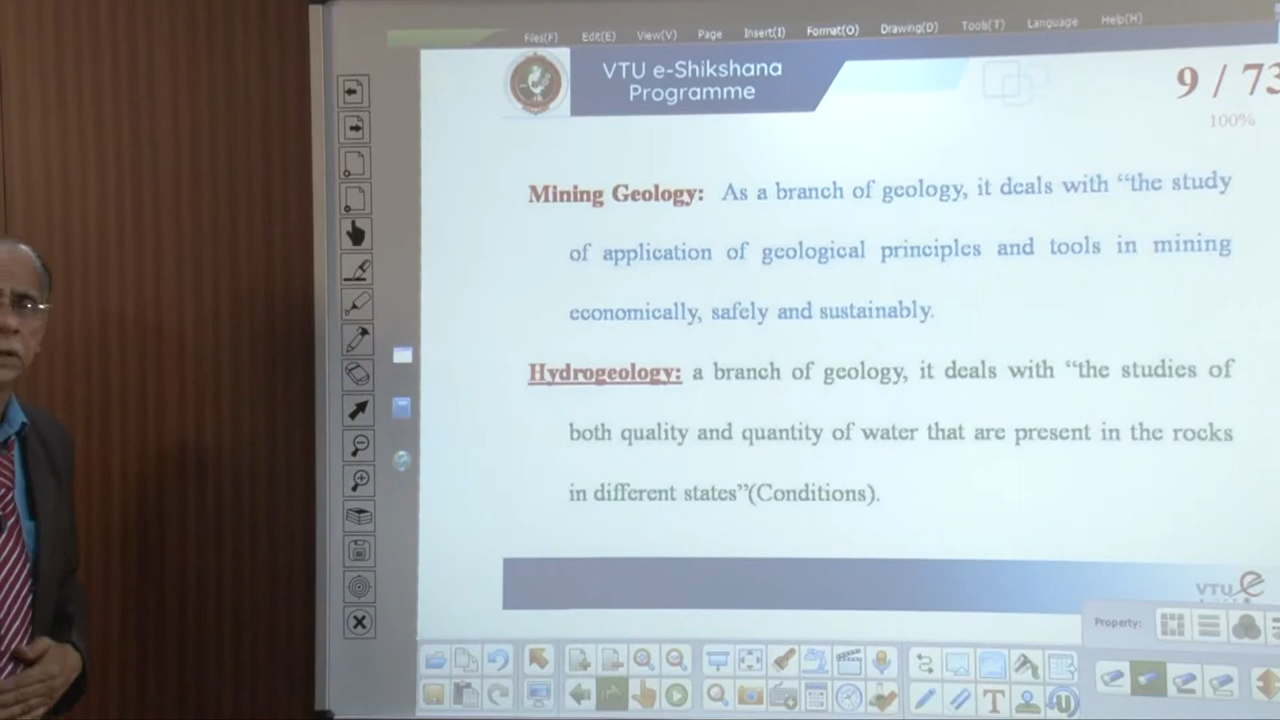 Files(F) Edit(E) View(V) Page Insert(I) Format(O) Drawing(D) Tools(T) Language Help(H)
VTU e-Shikshana
Programme
9 / 73
100%
Mining Geology: As a branch of geology, it deals with “the study
of application of geological principles and tools in mining
economically, safely and sustainably.
Hydrogeology: a branch of geology, it deals with “the studies of
both quality and quantity of water that are present in the rocks
in different states”(Conditions).
VTU e
Property: